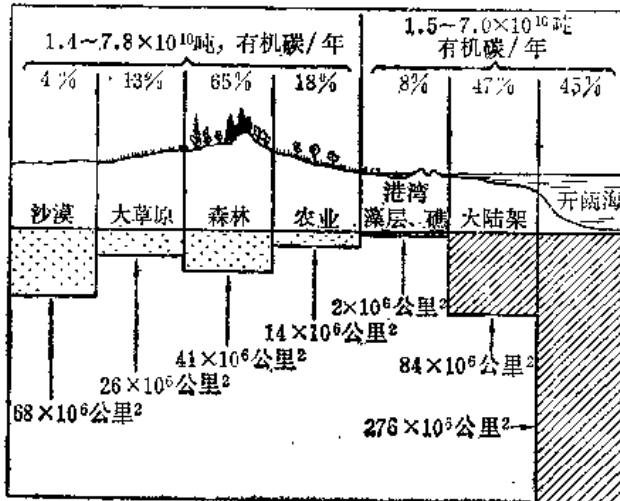 1.4~7.8×10¹⁰吨，有机碳/年
1.5~7.0×10¹⁰吨
有机碳/年
4% 13% 65% 18% 8% 47% 45%
开阔海
港湾
沙漠 大草原 森林 农业 藻层、礁 大陆架
2×10⁶公里²
14×10⁶公里²
41×10⁶公里² 84×10⁶公里²
26×10⁶公里²
68×10⁶公里²
276×10⁶公里²